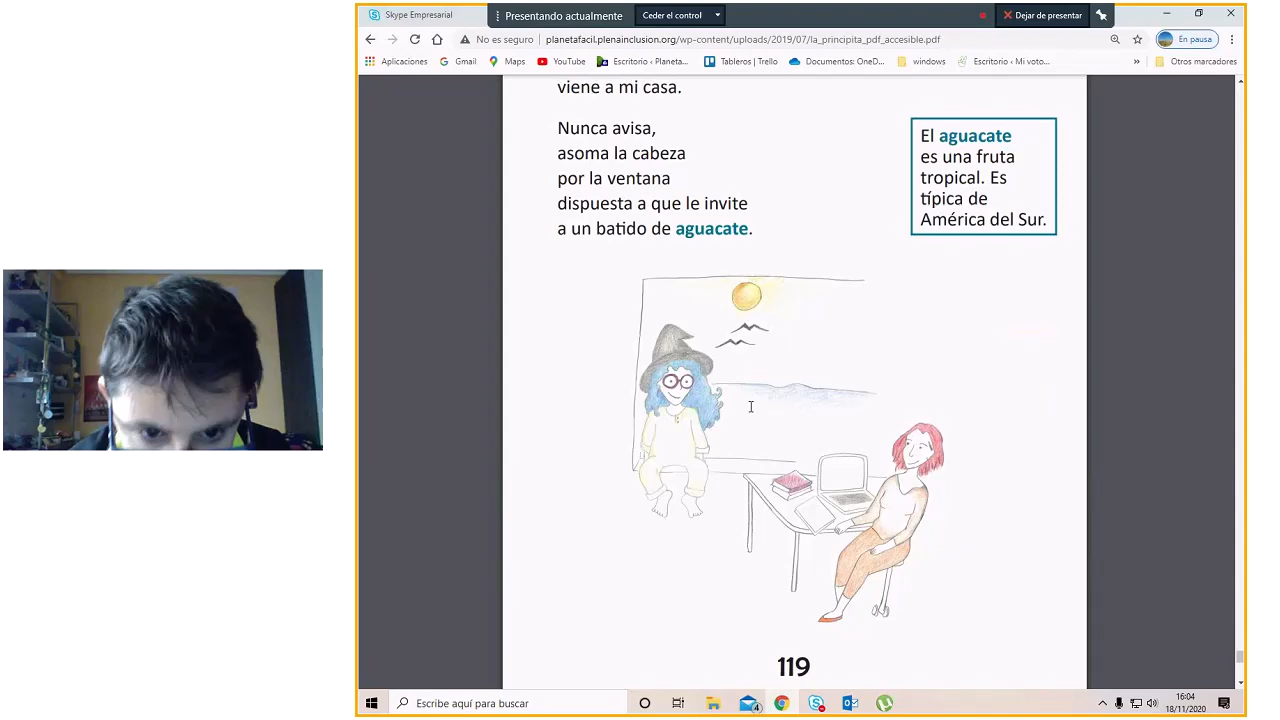 Skype Empresarial
Presentando actualmente
Ceder el control
Dejar de presentar
No es seguro
planetafacil.plenainclusion.org/wp-content/uploads/2019/07/la_principita_pdf_accesible.pdf
En pausa
Aplicaciones
Gmail
Maps
YouTube
Escritorio ‹ Planeta...
Tableros | Trello
Documentos: OneD...
windows
Escritorio ‹ Mi voto...
»
Otros marcadores
viene a mi casa.
Nunca avisa,
asoma la cabeza
por la ventana
dispuesta a que le invite
a un batido de aguacate.
El aguacate
es una fruta
tropical. Es
típica de
América del Sur.
119
Escribe aquí para buscar
4
16:04
18/11/2020